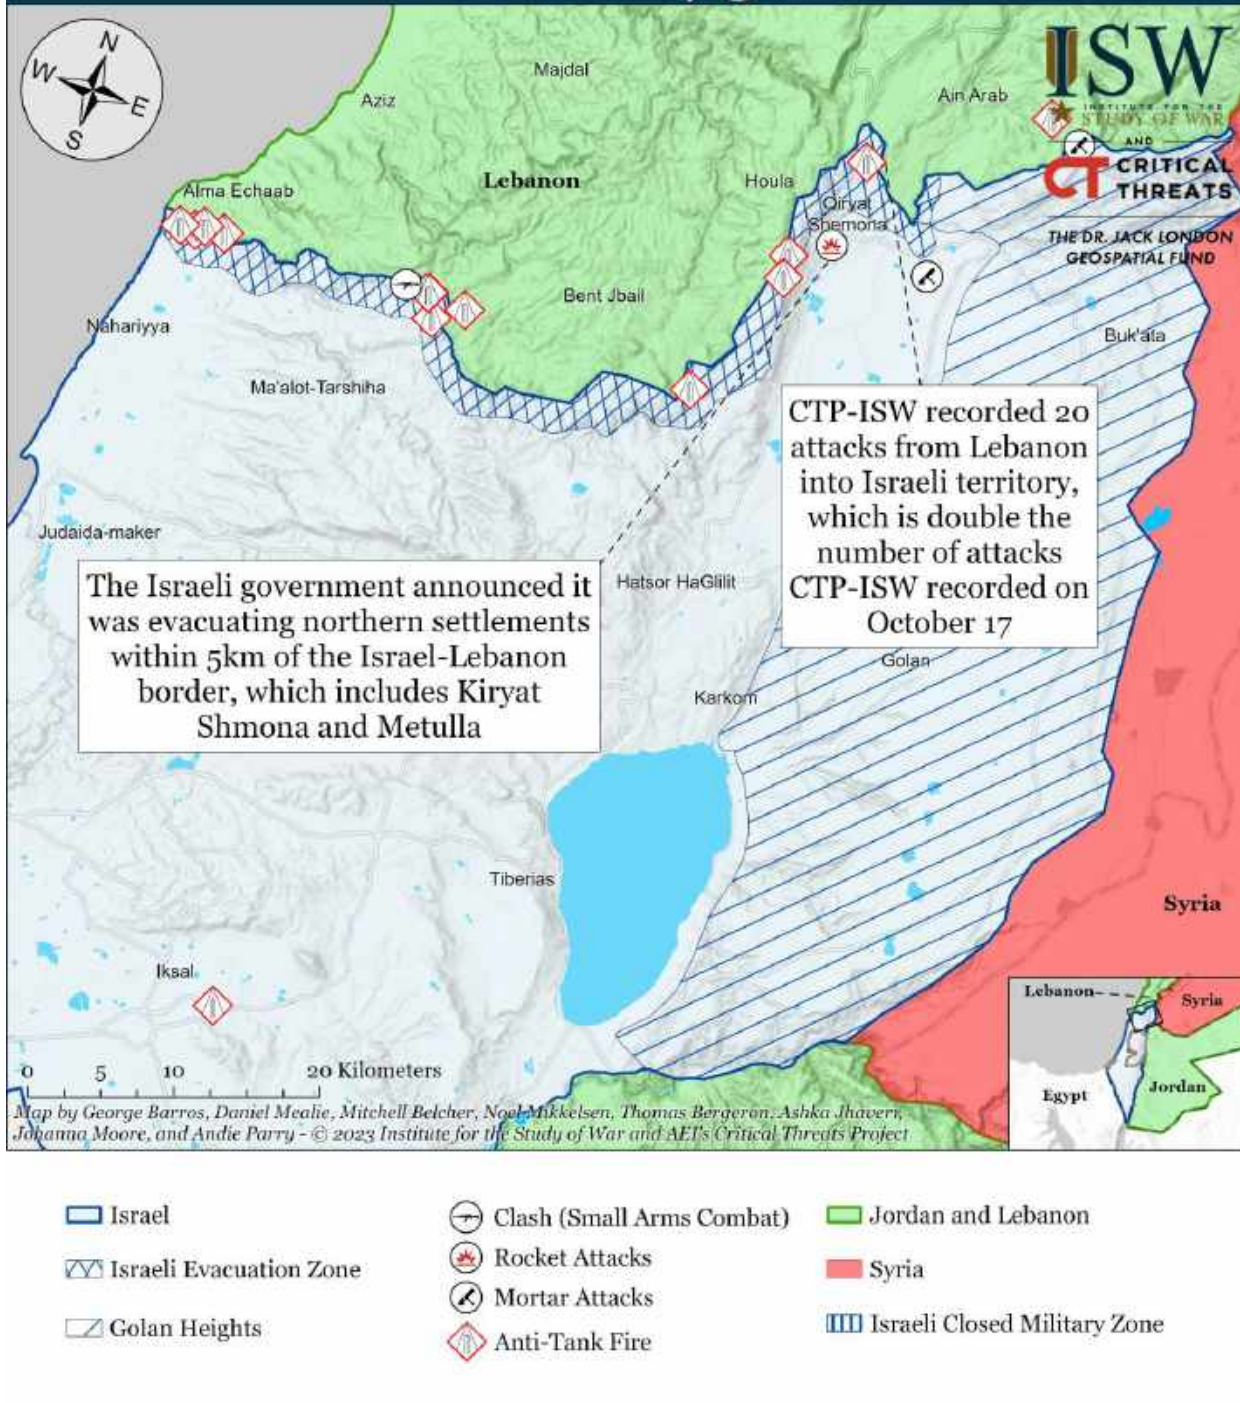 N
W
E
S
Majdal
Aziz
Ain Arab
ISW
INSTITUTE FOR THE
STUDY OF WAR
AND
CT CRITICAL
THREATS
THE DR. JACK LONDON
GEOSPATIAL FUND
Alma Echaab
Lebanon
Houla
Qiryat
Shemona
Bent Jbail
Nahariyya
Buk'ata
Ma'alot-Tarshiha
CTP-ISW recorded 20
attacks from Lebanon
into Israeli territory,
which is double the
number of attacks
CTP-ISW recorded on
October 17
Judaida-maker
The Israeli government announced it
was evacuating northern settlements
within 5km of the Israel-Lebanon
border, which includes Kiryat
Shmona and Metulla
Hatsor HaGlilit
Golan
Karkom
Tiberias
Syria
Iksal
Lebanon
Syria
Egypt
Jordan
0 5 10 20 Kilometers
Map by George Barros, Daniel Mealie, Mitchell Belcher, Noel Mikkelsen, Thomas Bergeron, Ashka Jhaveri,
Johanna Moore, and Andie Parry - © 2023 Institute for the Study of War and AEI's Critical Threats Project
Israel
Israeli Evacuation Zone
Golan Heights
Clash (Small Arms Combat)
Rocket Attacks
Mortar Attacks
Anti-Tank Fire
Jordan and Lebanon
Syria
Israeli Closed Military Zone